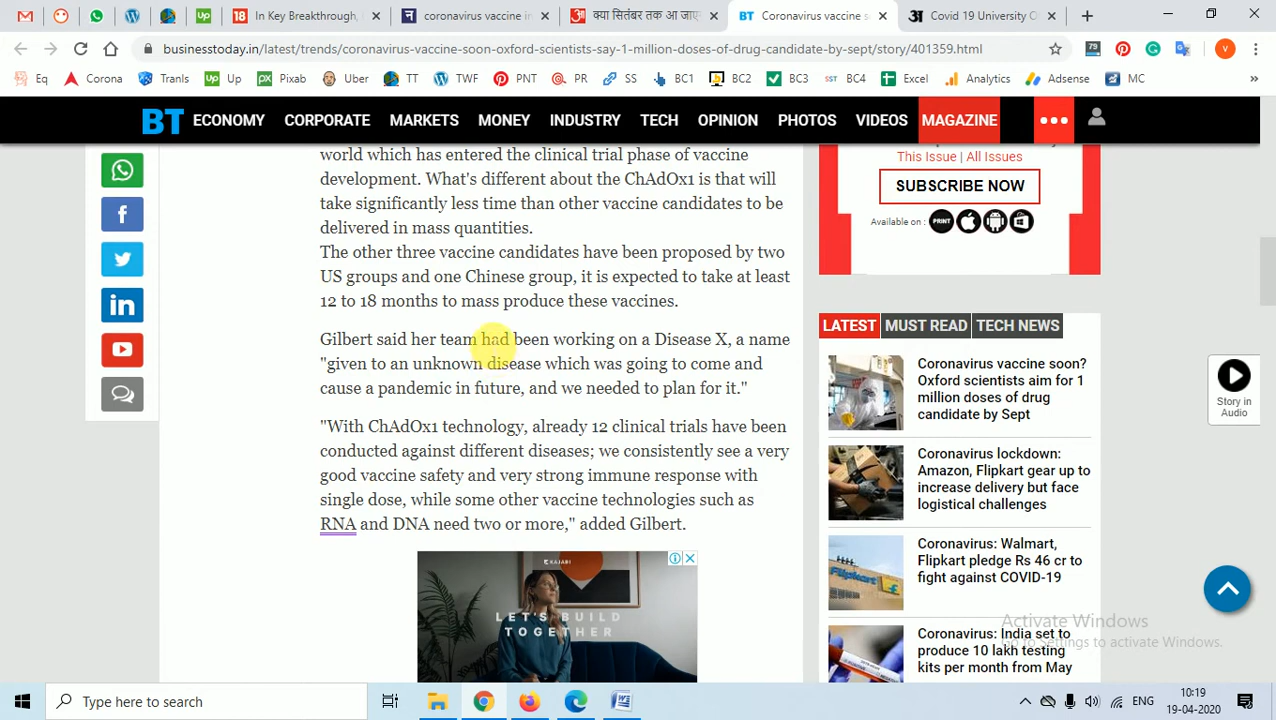 In Key Breakthrough,
coronavirus vaccine in
क्या सितंबर तक आ जाए
Coronavirus vaccine s
Covid 19 University O
businesstoday.in/latest/trends/coronavirus-vaccine-soon-oxford-scientists-say-1-million-doses-of-drug-candidate-by-sept/story/401359.html
79
V
Eq Corona Transls Up Pixab Uber TT TWF PNT PR SS BC1 BC2 BC3 BC4 Excel Analytics Adsense MC »
BT ECONOMY CORPORATE MARKETS MONEY INDUSTRY TECH OPINION PHOTOS VIDEOS MAGAZINE
world which has entered the clinical trial phase of vaccine
development. What's different about the ChAdOx1 is that will
take significantly less time than other vaccine candidates to be
delivered in mass quantities.
The other three vaccine candidates have been proposed by two
US groups and one Chinese group, it is expected to take at least
12 to 18 months to mass produce these vaccines.
Gilbert said her team had been working on a Disease X, a name
"given to an unknown disease which was going to come and
cause a pandemic in future, and we needed to plan for it."
"With ChAdOx1 technology, already 12 clinical trials have been
conducted against different diseases; we consistently see a very
good vaccine safety and very strong immune response with
single dose, while some other vaccine technologies such as
RNA and DNA need two or more," added Gilbert.
KAJABI
LET'S BUILD
TOGETHER
This Issue | All Issues
SUBSCRIBE NOW
Available on :
PRINT
LATEST MUST READ TECH NEWS
Coronavirus vaccine soon?
Oxford scientists aim for 1
million doses of drug
candidate by Sept
Coronavirus lockdown:
Amazon, Flipkart gear up to
increase delivery but face
logistical challenges
Coronavirus: Walmart,
Flipkart pledge Rs 46 cr to
fight against COVID-19
Flipkart
Coronavirus: India set to
produce 10 lakh testing
kits per month from May
Story in
Audio
Activate Windows
Go to Settings to activate Windows.
Type here to search
ENG
10:19
19-04-2020